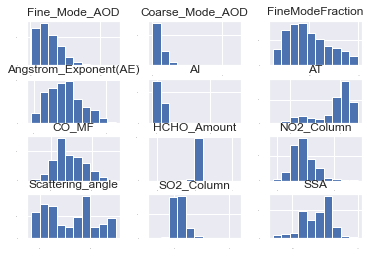 Fine_Mode_AOD
Coarse_Mode_AOD
FineModeFraction
Angstrom_Exponent(AE)
AI
AT
CO_MF
HCHO_Amount
NO2_Column
Scattering_angle
SO2_Column
SSA